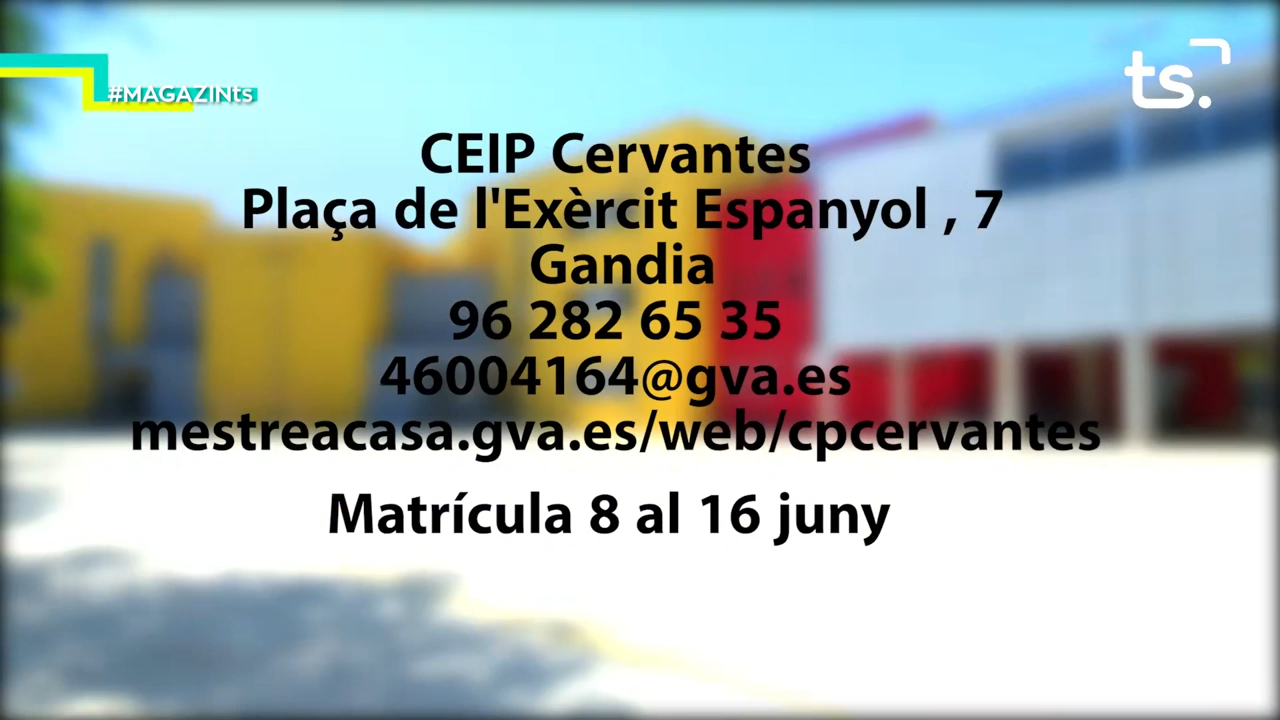 #MAGAZINts
ts.
CEIP Cervantes
Plaça de l'Exèrcit Espanyol , 7
Gandia
96 282 65 35
46004164@gva.es
mestreacasa.gva.es/web/cpcervantes
Matrícula 8 al 16 juny